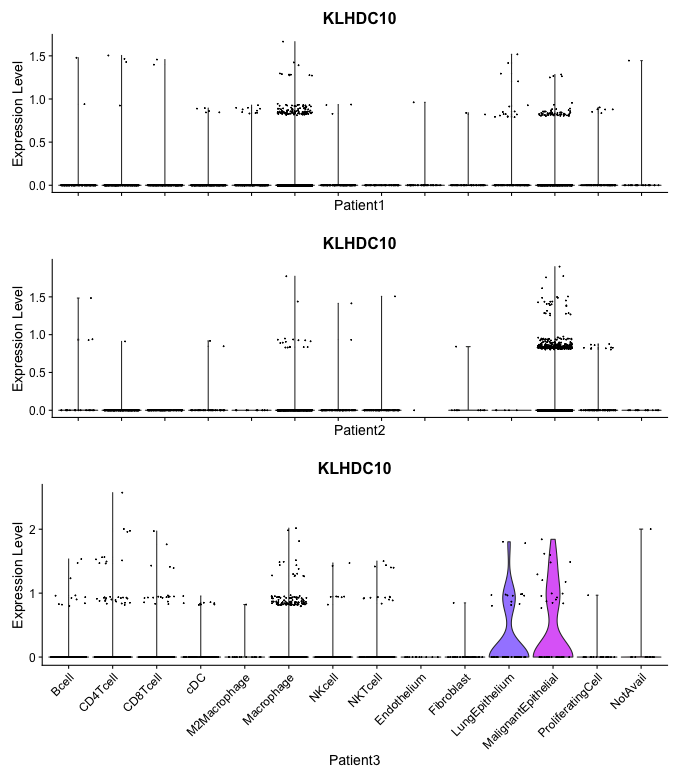 KLHDC10
Expression Level
1.5
1.0
0.5
0.0
Patient1
KLHDC10
Expression Level
1.5
1.0
0.5
0.0
Patient2
KLHDC10
Expression Level
2
1
0
Bcell
CD4Tcell
CD8Tcell
cDC
M2Macrophage
Macrophage
NKcell
NKTcell
Endothelium
Fibroblast
LungEpithelium
MalignantEpithelial
ProliferatingCell
NotAvail
Patient3